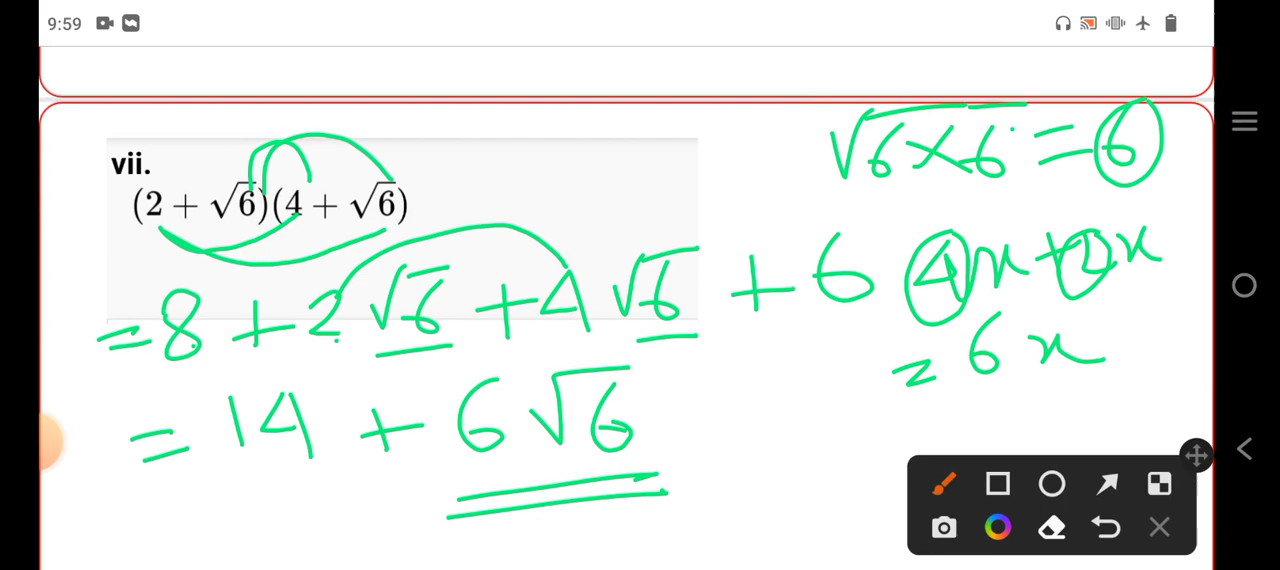 9:59
vii.
(2 + √6)(4 + √6)
√6×6 = 6
= 8 + 2√6 + 4√6 + 6
4x + 2x
= 6x
= 14 + 6√6